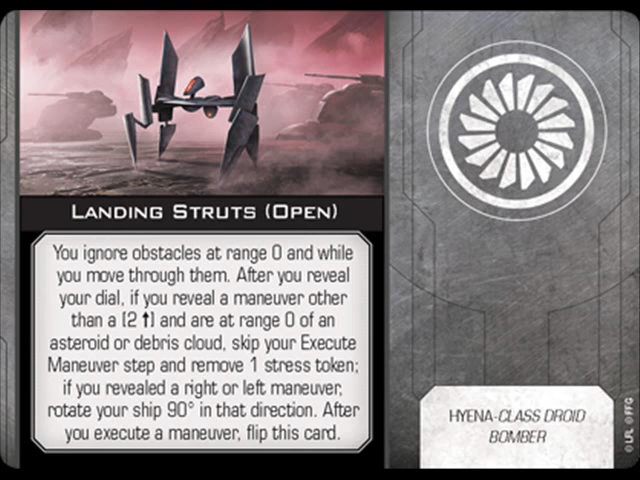 LANDING STRUTS (OPEN)
You ignore obstacles at range 0 and while
you move through them. After you reveal
your dial, if you reveal a maneuver other
than a [2 ⬆] and are at range 0 of an
asteroid or debris cloud, skip your Execute
Maneuver step and remove 1 stress token;
if you revealed a right or left maneuver,
rotate your ship 90° in that direction. After
you execute a maneuver, flip this card.
HYENA-CLASS DROID
BOMBER
©LFL ©FFG